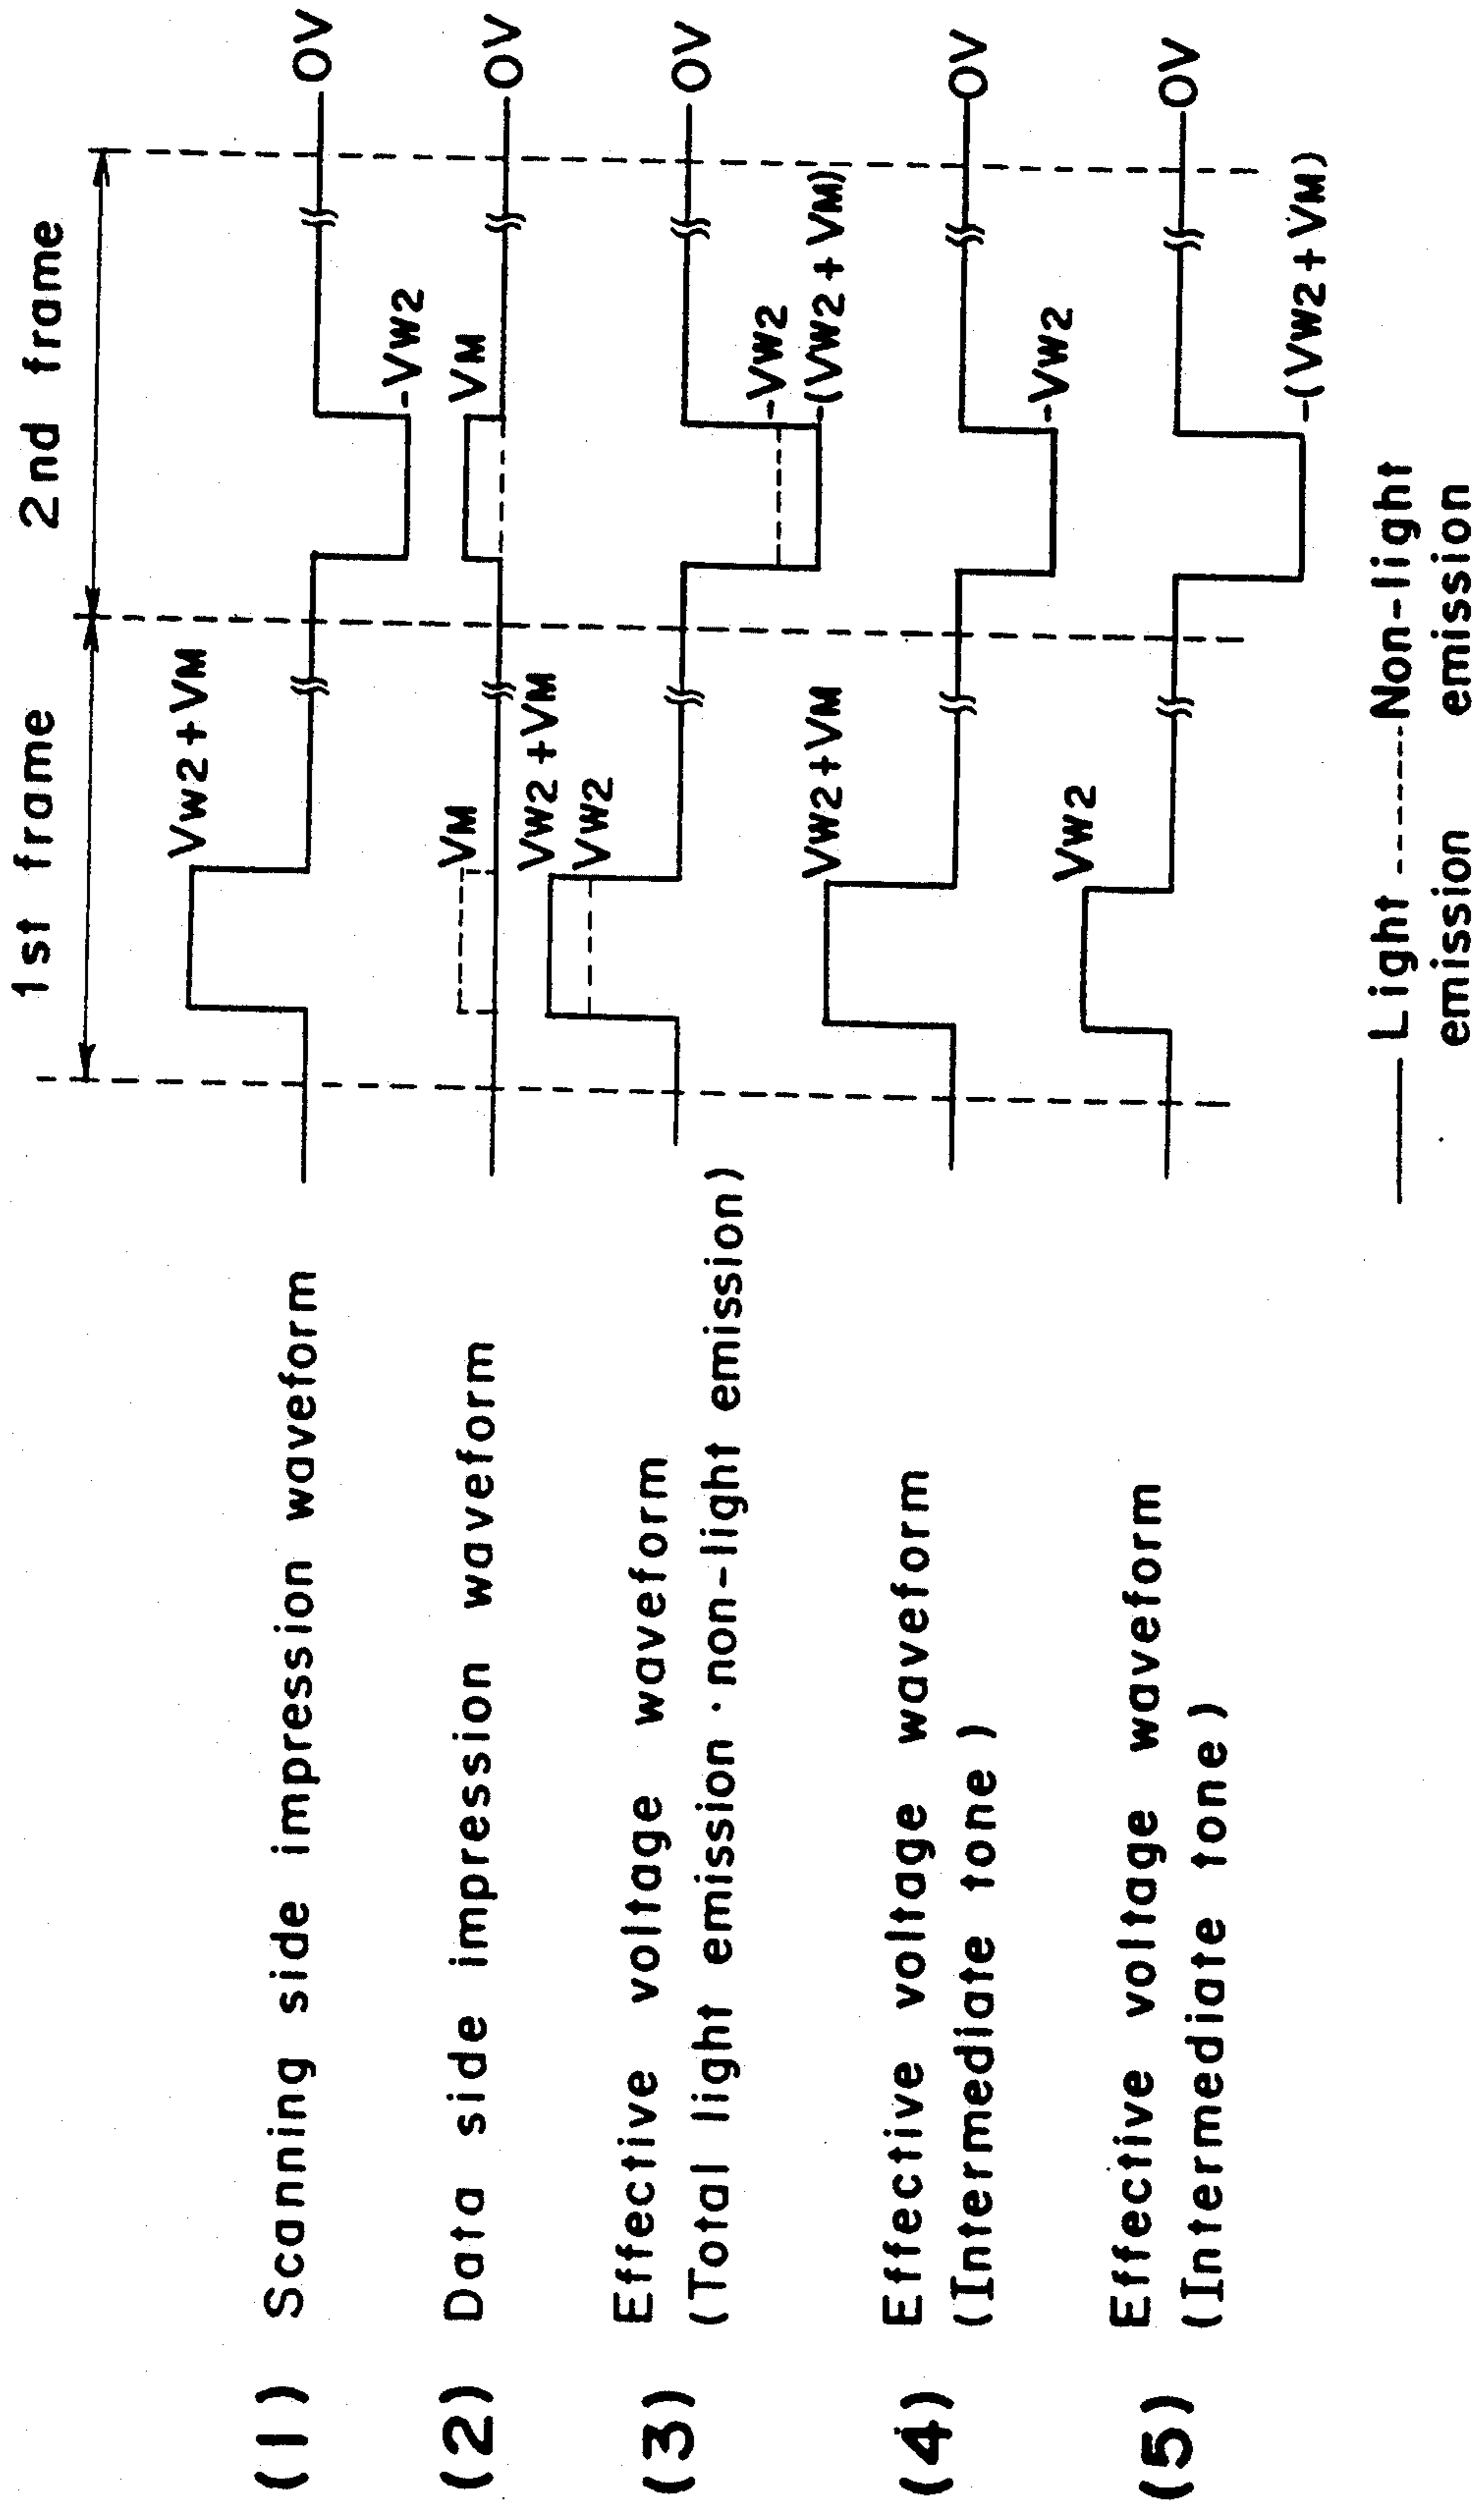 1st frame 2nd frame
(1) Scanning side impression waveform
VW2+VM
-VW2
0V
(2) Data side impression waveform
VM
VM
0V
(3) Effective voltage waveform
(Total light emission·non-light emission)
VW2+VM
VW2
-VW2
-(VW2+VM)
0V
(4) Effective voltage waveform
(Intermediate tone)
VW2+VM
-VW2
0V
(5) Effective voltage waveform
(Intermediate tone)
VW2
-(VW2+VM)
0V
Light Non-light
emission emission